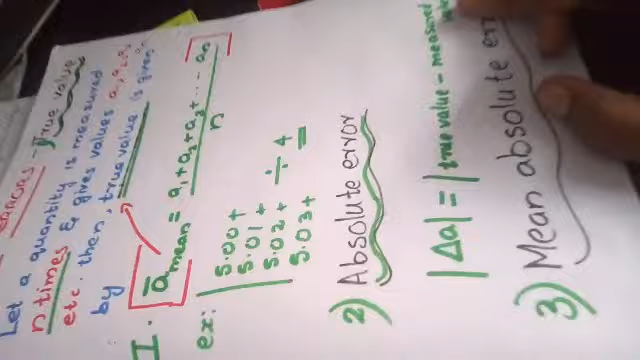 ERRORS - True value
Let a quantity is measured
n times & gives values a₁, a₂, a₃
etc. then, true value is given
by
I. a̅mean = a₁+a₂+a₃+... aₙ
n
ex: 5.00+
5.01+
5.02+ ÷ 4
5.03+ =
2) Absolute error
|Δa| = |true value - measured
3) Mean absolute err